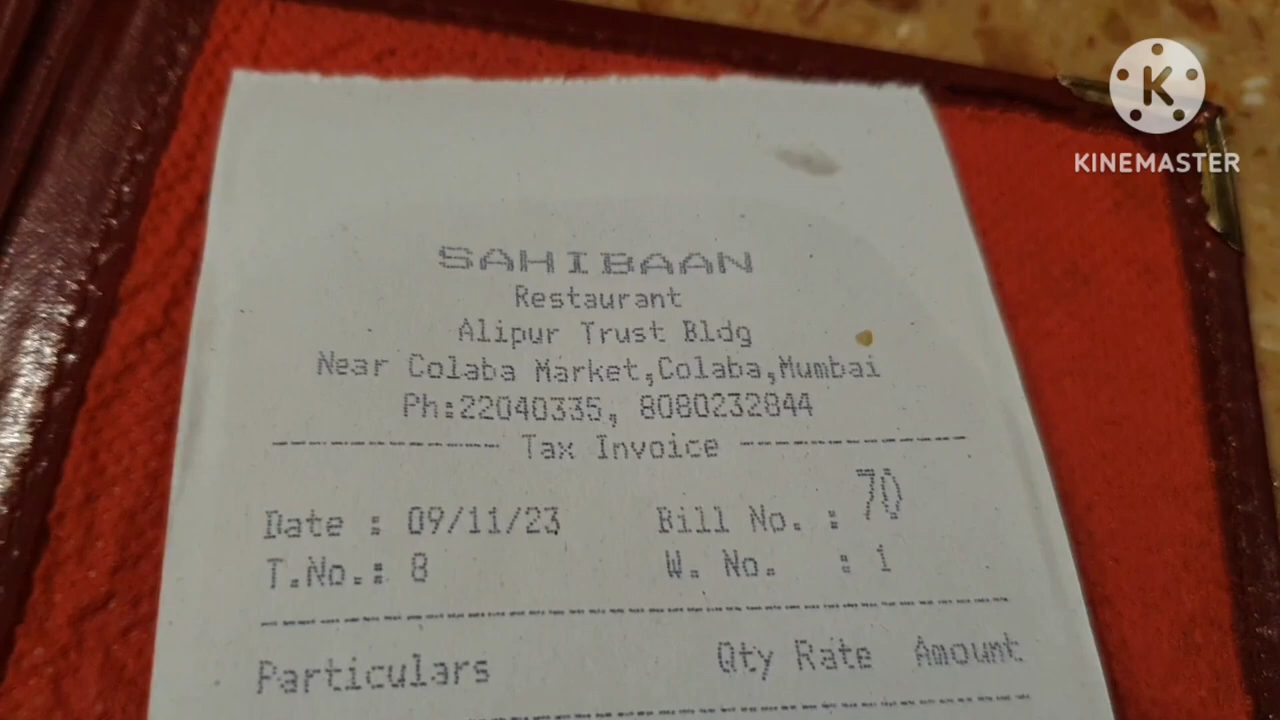 KINEMASTER
SAHIBAAN
Restaurant
Alipur Trust Bldg
Near Colaba Market,Colaba,Mumbai
Ph:22040335, 8080232844
Tax Invoice
Date : 09/11/23 Bill No. : 70
T.No.: 8 W. No. : 1
Particulars Qty Rate Amount